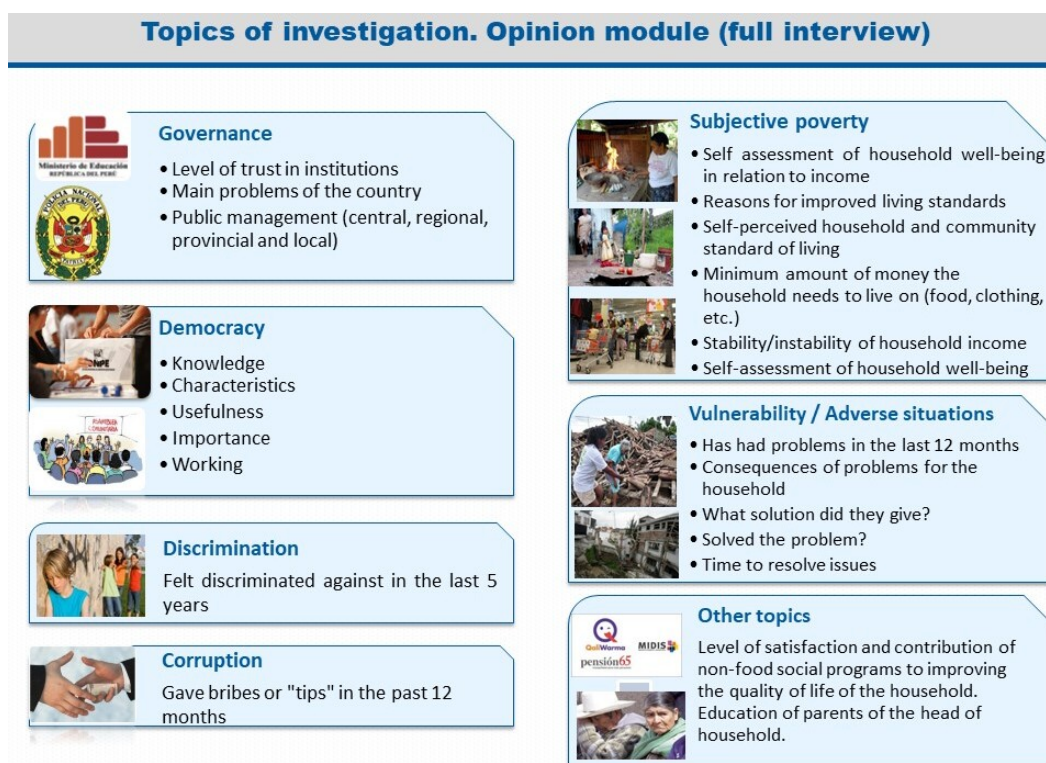 Topics of investigation. Opinion module (full interview)
Ministerio de Educación
REPÚBLICA DEL PERÚ
POLICIA NACIONAL
DEL PERU
PATRIA
Governance
• Level of trust in institutions
• Main problems of the country
• Public management (central, regional,
provincial and local)
ONPE
ASAMBLEA
COMUNITARIA
Democracy
• Knowledge
• Characteristics
• Usefulness
• Importance
• Working
Discrimination
Felt discriminated against in the last 5
years
Corruption
Gave bribes or "tips" in the past 12
months
Subjective poverty
• Self assessment of household well-being
in relation to income
• Reasons for improved living standards
• Self-perceived household and community
standard of living
• Minimum amount of money the
household needs to live on (food, clothing,
etc.)
• Stability/instability of household income
• Self-assessment of household well-being
Vulnerability / Adverse situations
• Has had problems in the last 12 months
• Consequences of problems for the
household
• What solution did they give?
• Solved the problem?
• Time to resolve issues
QaliWarma
MIDIS
pensión65
Other topics
Level of satisfaction and contribution of
non-food social programs to improving
the quality of life of the household.
Education of parents of the head of
household.